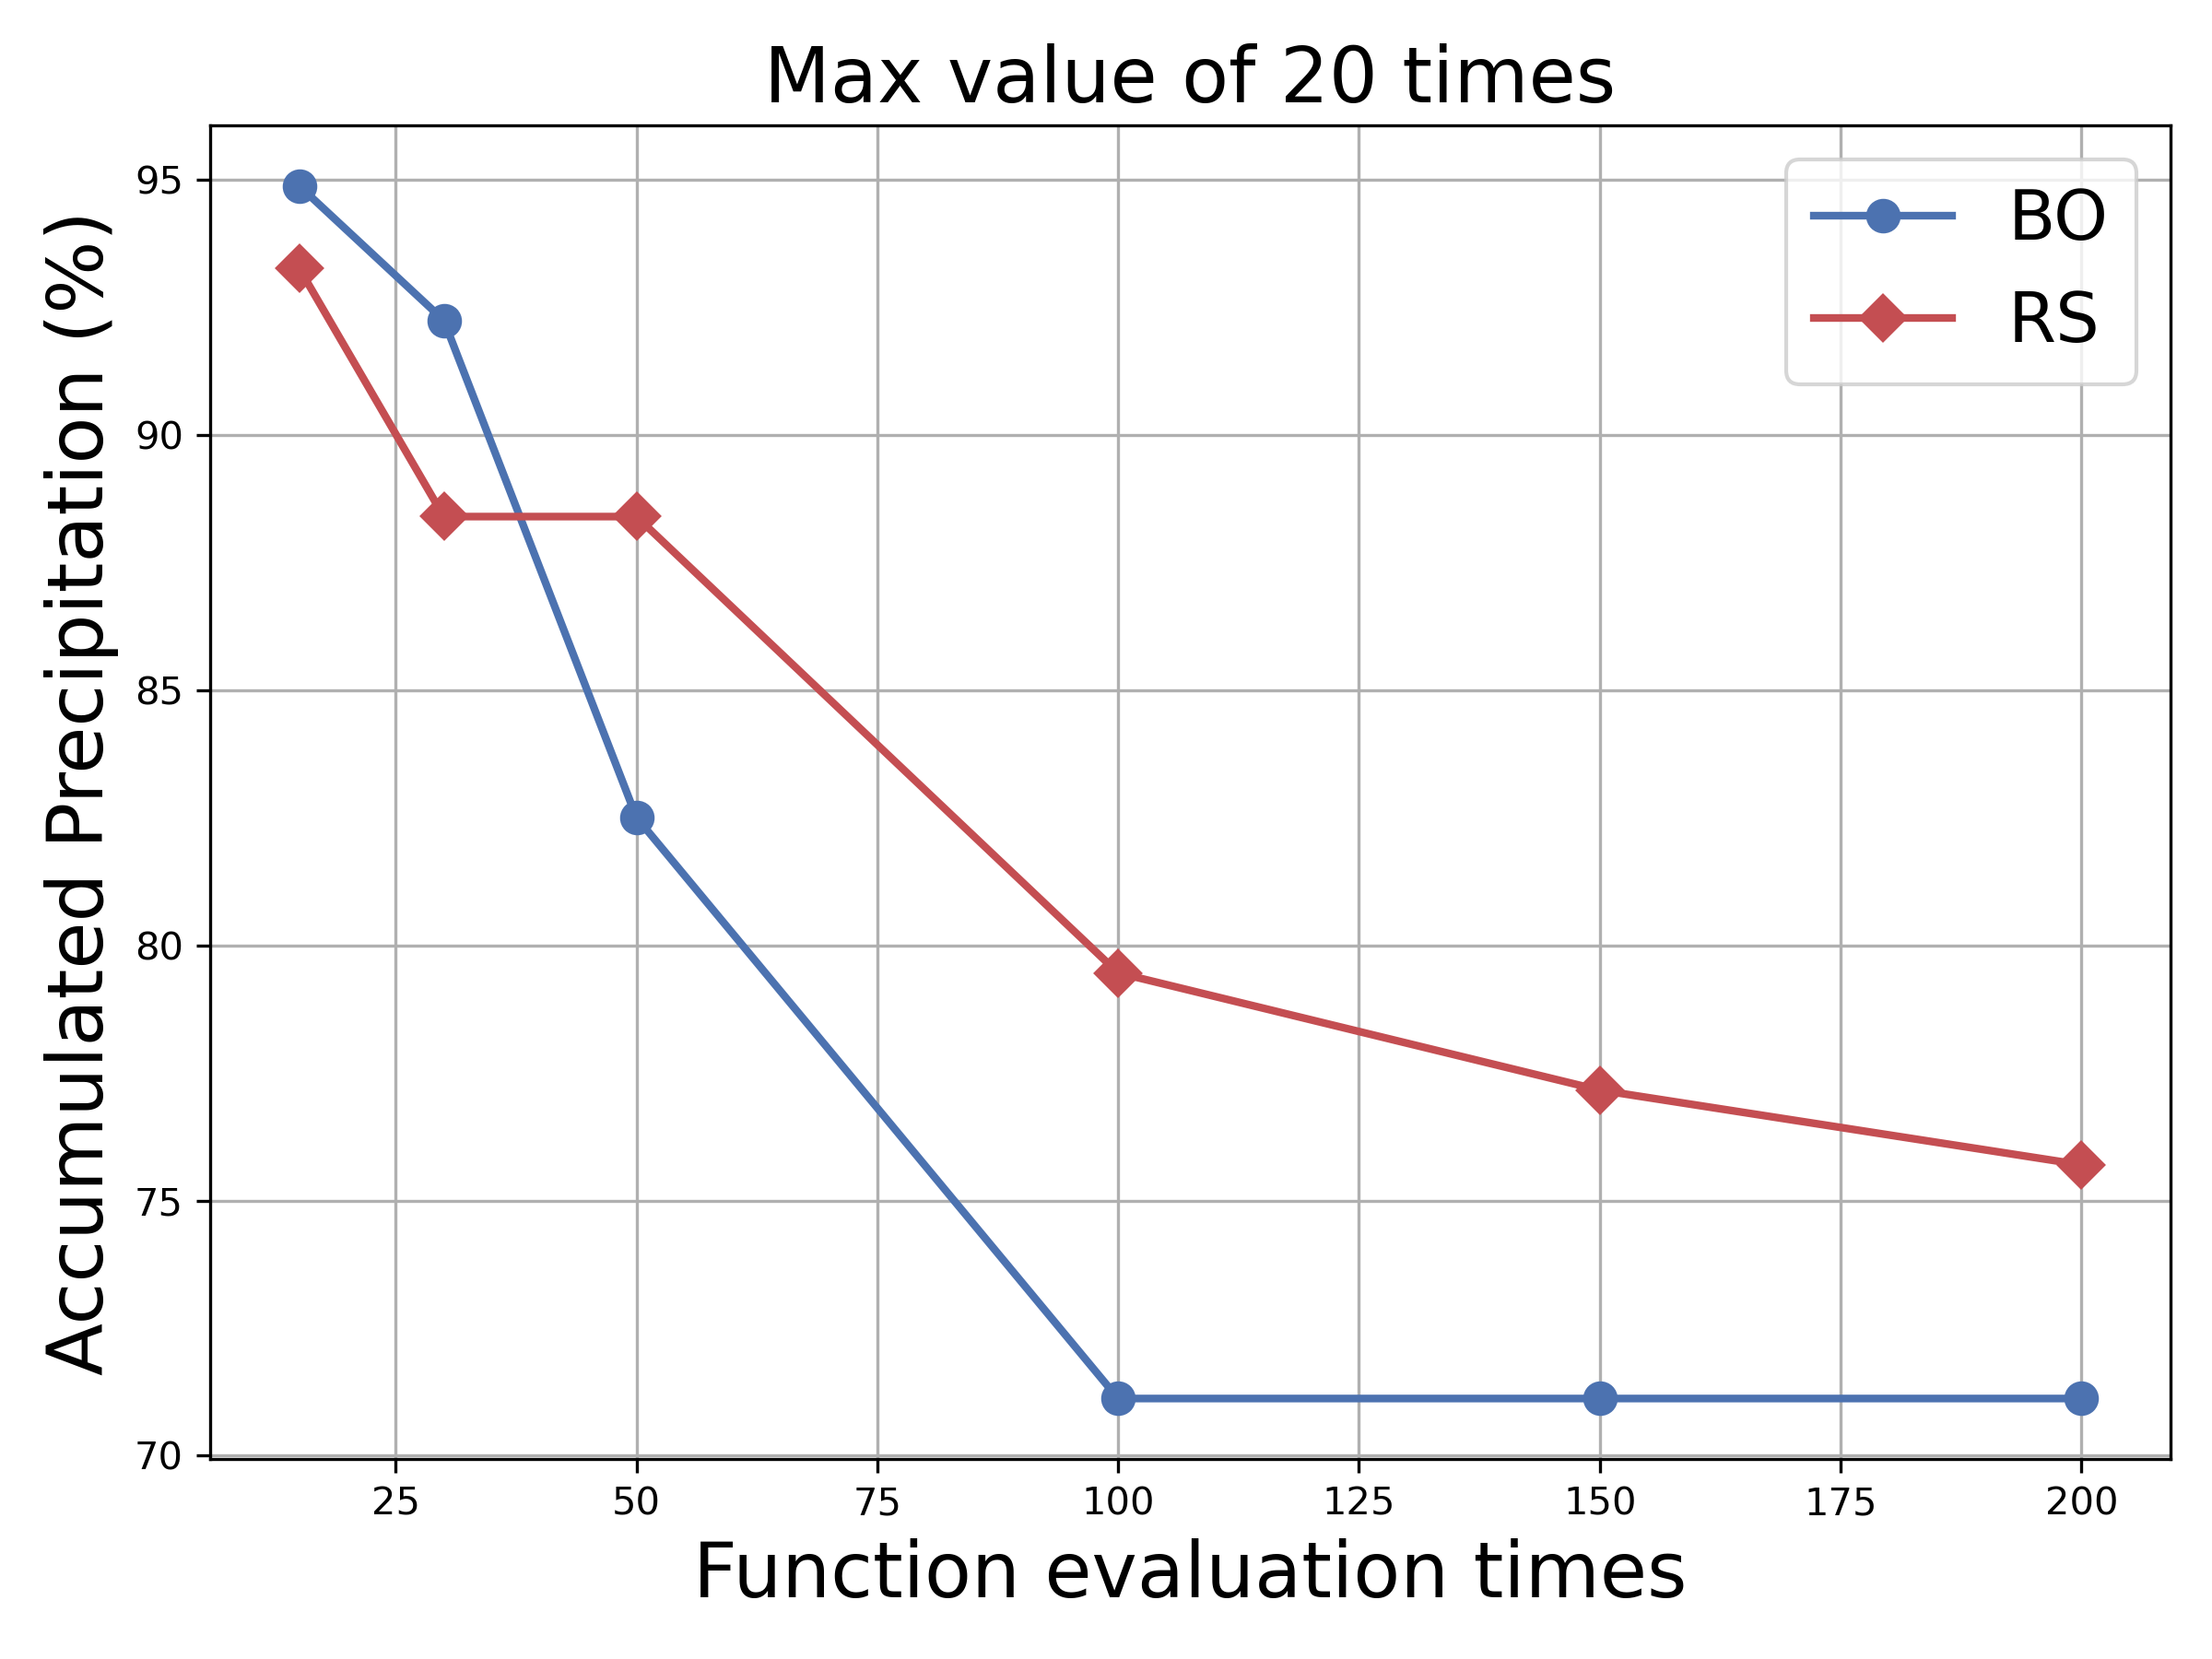 Max value of 20 times
Accumulated Precipitation (%)
95
90
85
80
75
70
BO
RS
25 50 75 100 125 150 175 200
Function evaluation times